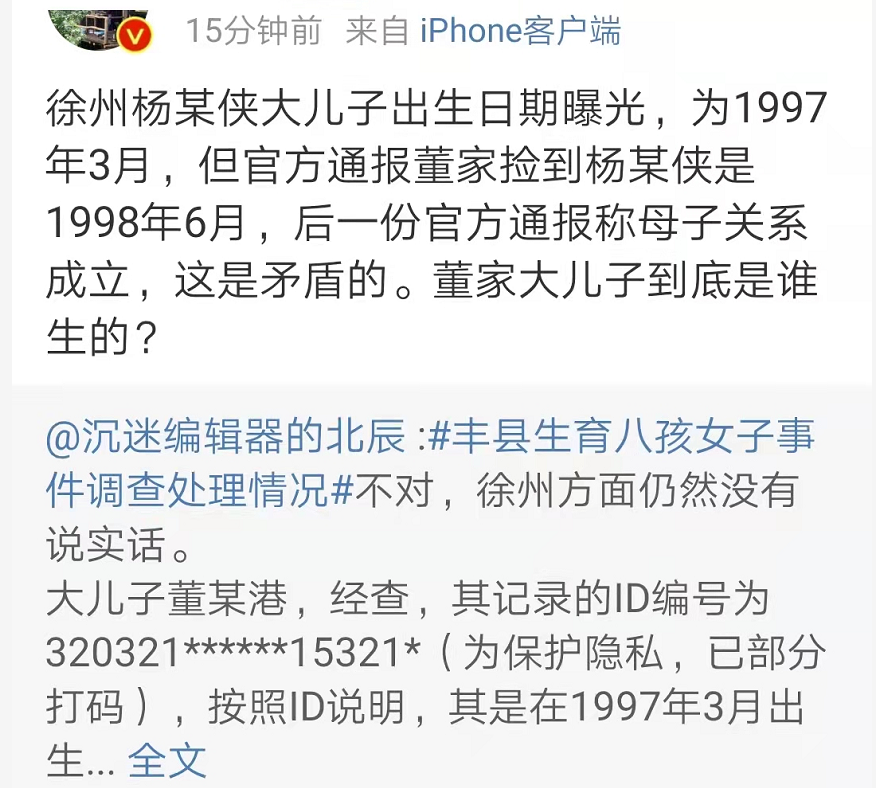 15分钟前 来自 iPhone客户端
徐州杨某侠大儿子出生日期曝光，为1997
年3月，但官方通报董家捡到杨某侠是
1998年6月，后一份官方通报称母子关系
成立，这是矛盾的。董家大儿子到底是谁
生的？
@沉迷编辑器的北辰 :#丰县生育八孩女子事
件调查处理情况#不对，徐州方面仍然没有
说实话。
大儿子董某港，经查，其记录的ID编号为
320321******15321*（为保护隐私，已部分
打码），按照ID说明，其是在1997年3月出
生... 全文